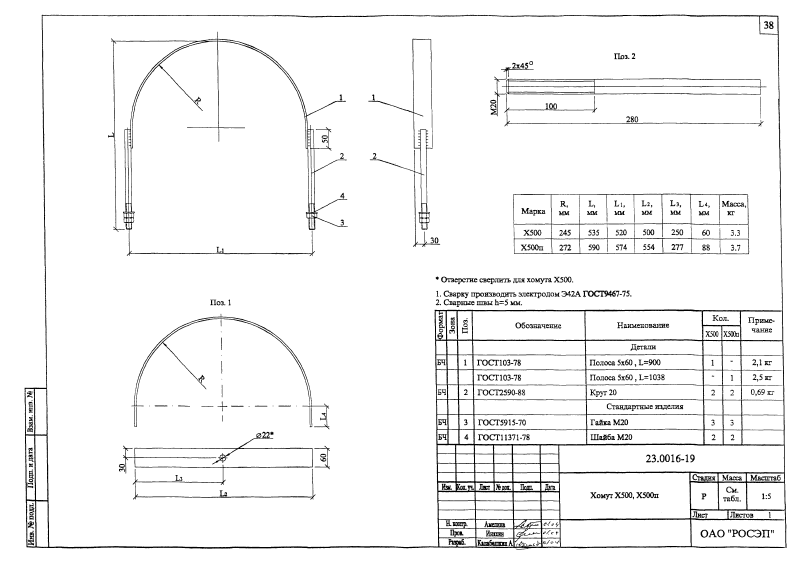 38
Поз. 2
2x45°
М20
100
280
R
1
1
L
50
2
2
4
3
L1
30
Марка R, мм L, мм L1, мм L2, мм L3, мм L4, мм Масса, кг
Х500 245 535 520 500 250 60 3.3
Х500п 272 590 574 554 277 88 3.7
* Отверстие сверлить для хомута Х500.
1. Сварку производить электродом Э42А ГОСТ9467-75.
2. Сварные швы h=5 мм.
Поз. 1
R
L4
⌀22*
30
60
L3
L2
Формат Зона Поз. Обозначение Наименование Кол. Х500 Х500п Приме-чание
Детали
БЧ 1 ГОСТ103-78 Полоса 5х60 , L=900 1 - 2,1 кг
ГОСТ103-78 Полоса 5х60 , L=1038 - 1 2,5 кг
БЧ 2 ГОСТ2590-88 Круг 20 2 2 0,69 кг
Стандартные изделия
БЧ 3 ГОСТ5915-70 Гайка М20 3 3
БЧ 4 ГОСТ11371-78 Шайба М20 2 2
23.0016-19
Изм. Кол. уч. Лист № док. Подп. Дата
Хомут Х500, Х500п
Стадия Масса Масштаб
Р См. табл. 1:5
Лист Листов 1
Н. контр. Амелина
Пров.
Разраб.
ОАО "РОСЭП"
Взам. инв. №
Подп. и дата
Инв. № подл.